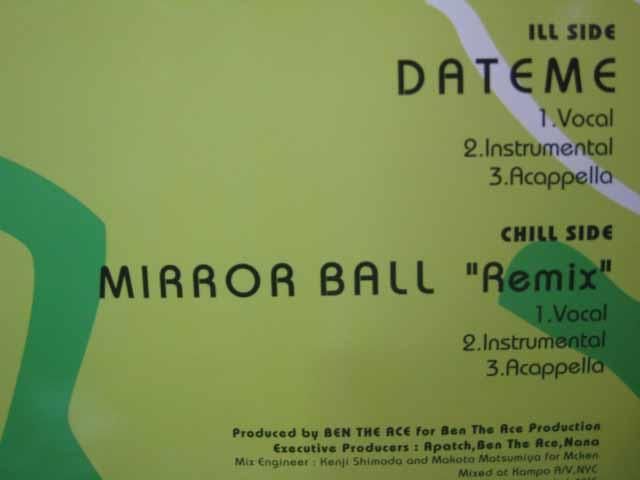 ILL SIDE
DATEME
1.Vocal
2.Instrumental
3.Acappella
CHILL SIDE
MIRROR BALL "Remix"
1.Vocal
2.Instrumental
3.Acappella
Produced by BEN THE ACE for Ben The Ace Production
Executive Producers : Apatch,Ben The Ace,Nana
Mix Engineer : Kenji Shimoda and Makoto Matsumiya for Mcken
Mixed at Kampo A/V,NYC